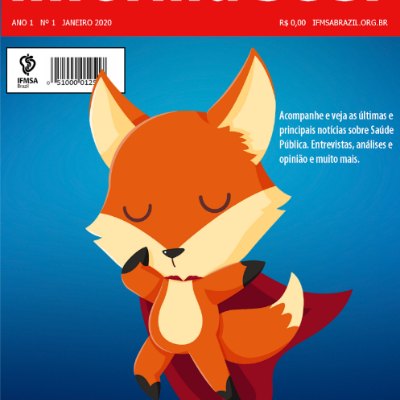 ANO 1 Nº 1 JANEIRO 2020 R$ 0,00 IFMSABRAZIL.ORG.BR
IFMSA
Brazil
Acompanhe e veja as últimas e
principais notícias sobre Saúde
Pública. Entrevistas, análises e
opinião e muito mais.